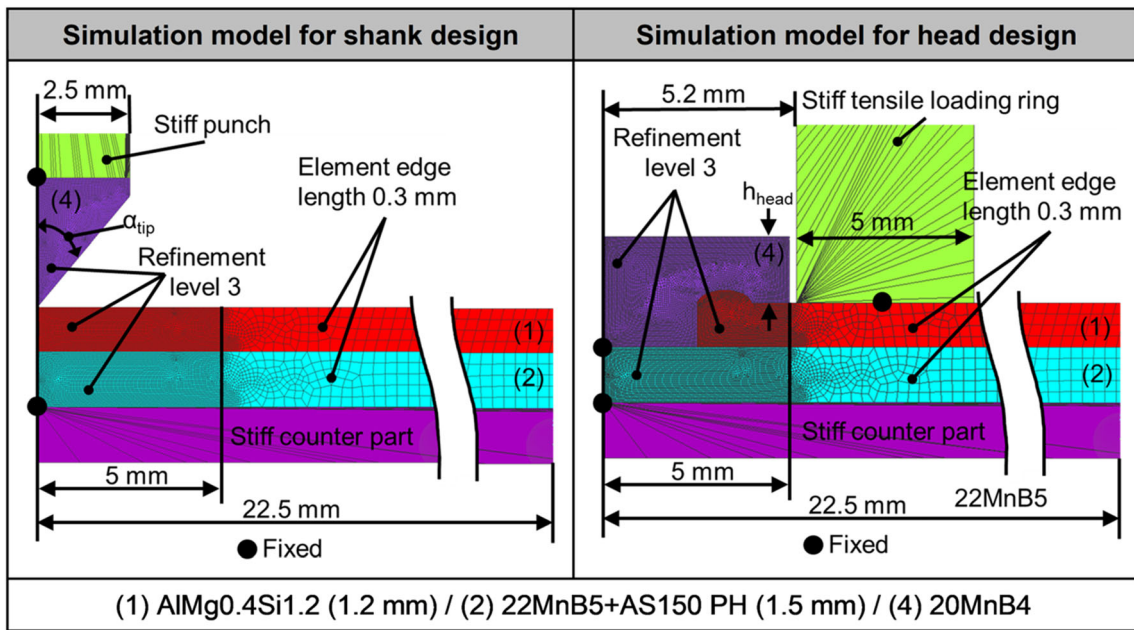 Simulation model for shank design
2.5 mm
Stiff punch
(4)
αtip
Element edge
length 0.3 mm
Refinement
level 3
(1)
(2)
Stiff counter part
5 mm
22.5 mm
Fixed
Simulation model for head design
5.2 mm
Stiff tensile loading ring
Refinement
level 3
hhead
Element edge
length 0.3 mm
5 mm
(4)
(1)
(2)
Stiff counter part
5 mm
22MnB5
22.5 mm
Fixed
(1) AlMg0.4Si1.2 (1.2 mm) / (2) 22MnB5+AS150 PH (1.5 mm) / (4) 20MnB4